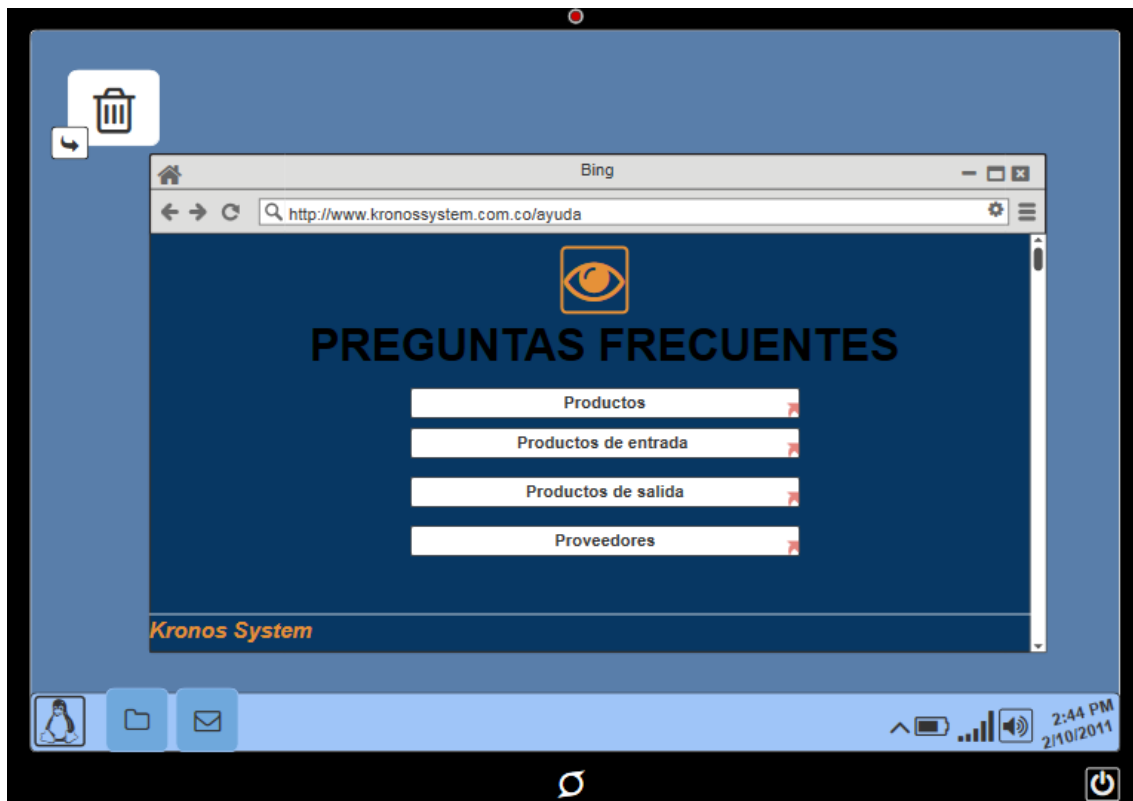 Bing
http://www.kronossystem.com.co/ayuda
PREGUNTAS FRECUENTES
Productos
Productos de entrada
Productos de salida
Proveedores
Kronos System
2:44 PM
2/10/2011